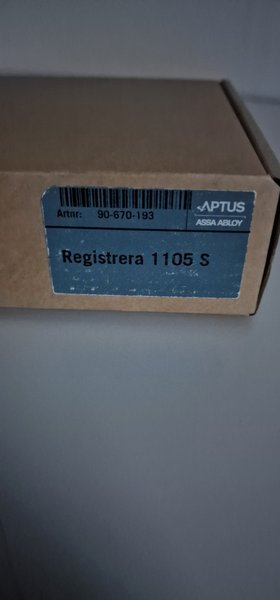 Artnr: 90-670-193
APTUS
ASSA ABLOY
Registrera 1105 S